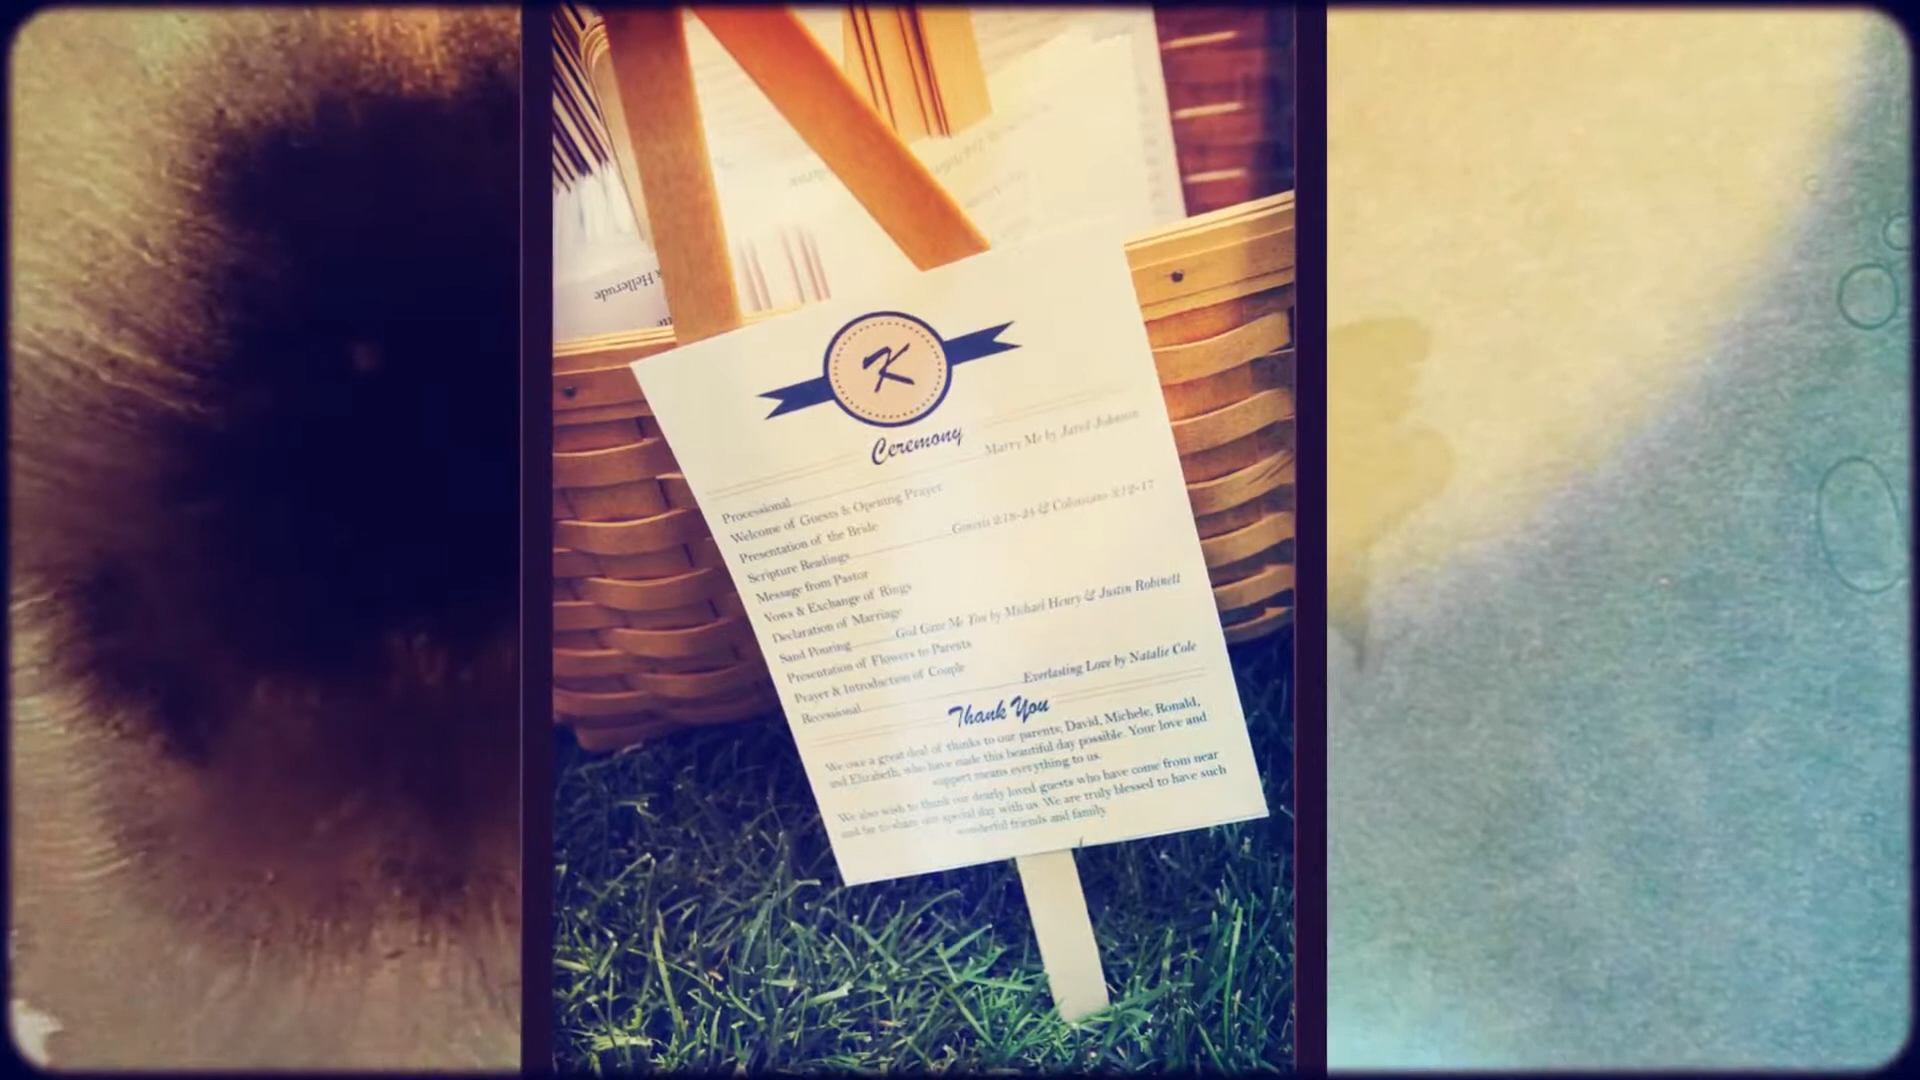 Hellerude
K
Ceremony
Processional..........Marry Me by Jared Johnson
Welcome of Guests & Opening Prayer
Presentation of the Bride
Scripture Readings..........Genesis 2:18-24 & Colossians 3:12-17
Message from Pastor
Vows & Exchange of Rings
Declaration of Marriage
Sand Pouring..........God Gave Me You by Michael Henry & Justin Robinett
Presentation of Flowers to Parents
Prayer & Introduction of Couple
Recessional..........Everlasting Love by Natalie Cole
Thank You
We owe a great deal of thinks to our parents, David, Michele, Ronald,
and Elizabeth, who have made this beautiful day possible. Your love and
support means everything to us.
We also wish to thank our dearly loved guests who have come from near
and far to share our special day with us. We are truly blessed to have such
wonderful friends and family.